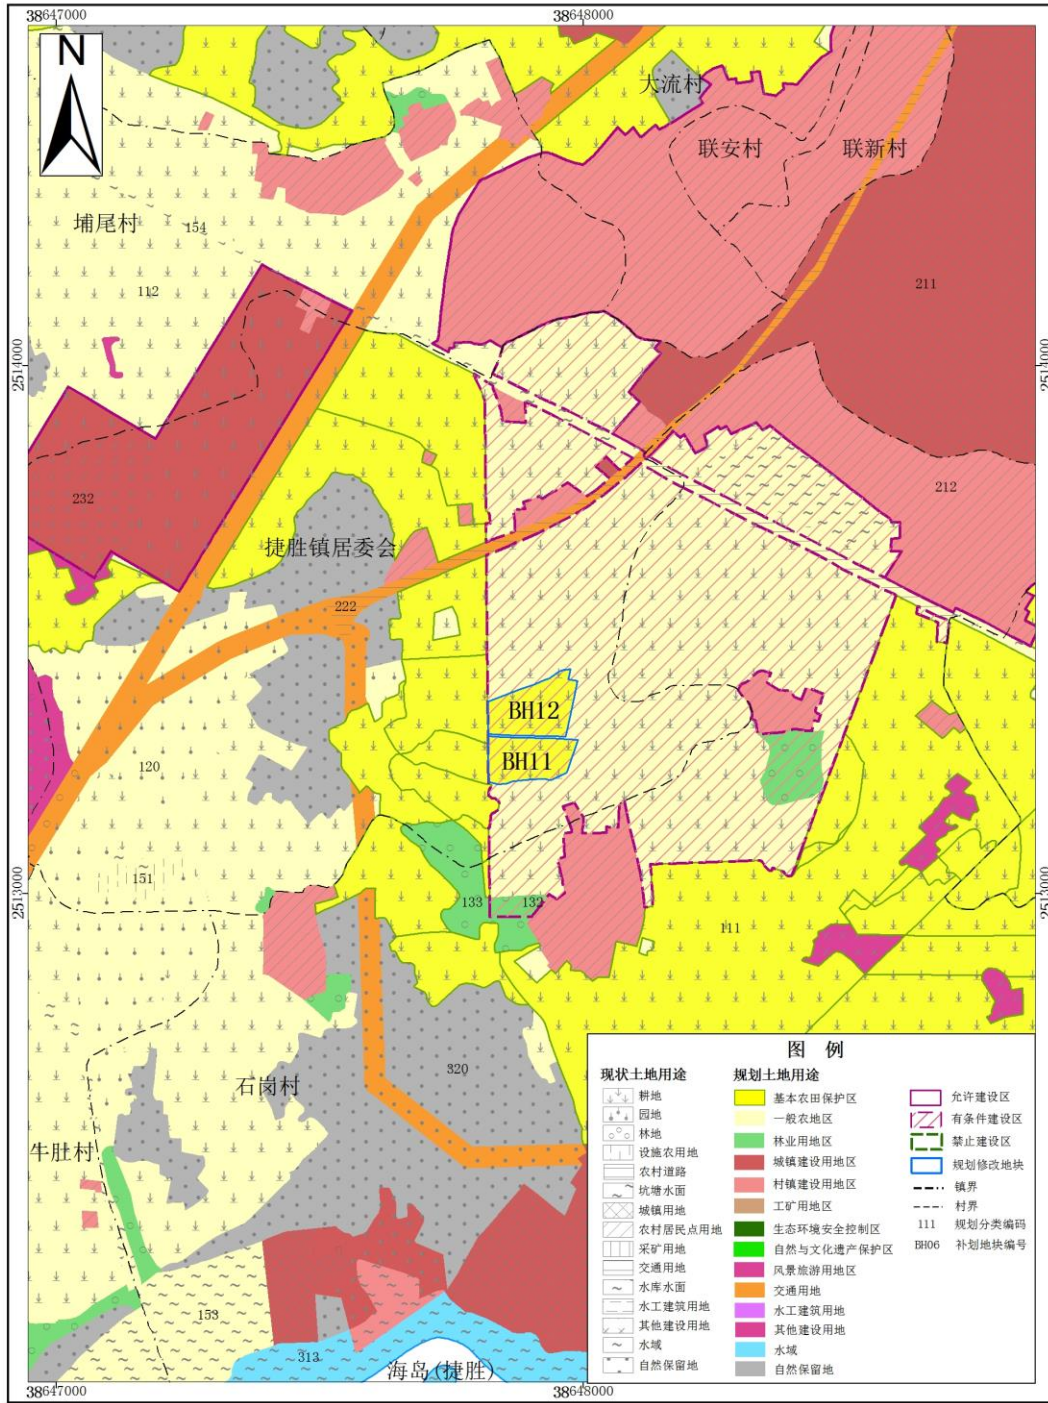 38647000
38648000
N
大流村
联安村
联新村
埔尾村
154
112
211
2514000
2514000
232
212
捷胜镇居委会
222
BH12
BH11
120
151
2513000
2513000
133
132
111
320
石岗村
牛肚村
153
313
海岛(捷胜)
38647000
38648000
图 例
现状土地用途
耕地
园地
林地
设施农用地
农村道路
坑塘水面
城镇用地
农村居民点用地
采矿用地
交通用地
水库水面
水工建筑用地
其他建设用地
水域
自然保留地
规划土地用途
基本农田保护区
一般农地区
林业用地区
城镇建设用地区
村镇建设用地区
工矿用地区
生态环境安全控制区
自然与文化遗产保护区
风景旅游用地区
交通用地
水工建筑用地
其他建设用地
水域
自然保留地
允许建设区
有条件建设区
禁止建设区
规划修改地块
镇界
村界
111 规划分类编码
BH06 补划地块编号